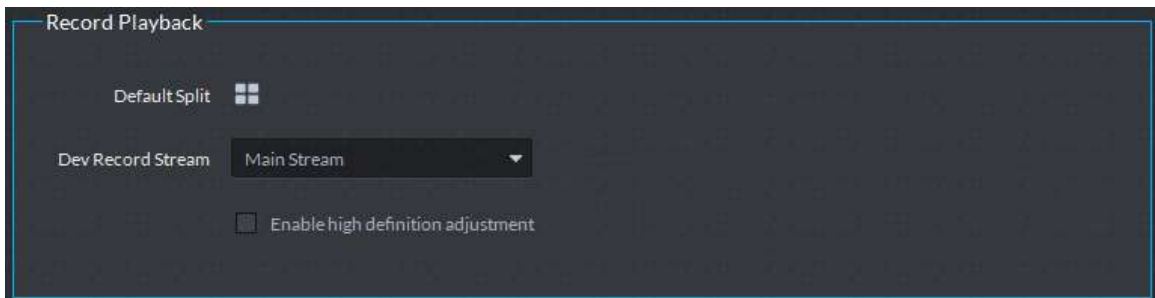 Record Playback
Default Split
Dev Record Stream Main Stream
Enable high definition adjustment